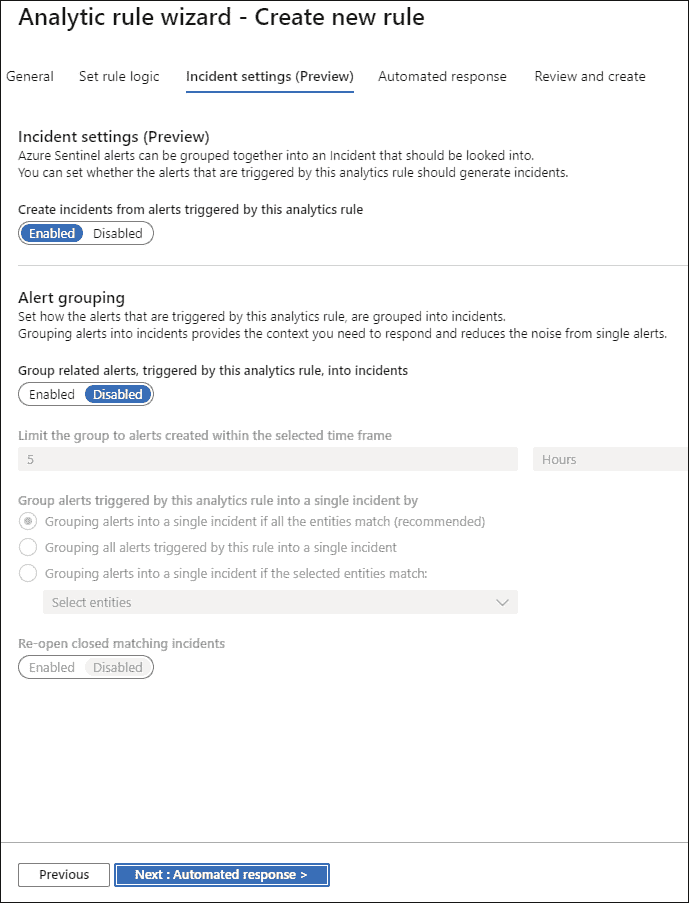 Analytic rule wizard - Create new rule
General Set rule logic Incident settings (Preview) Automated response Review and create
Incident settings (Preview)
Azure Sentinel alerts can be grouped together into an Incident that should be looked into.
You can set whether the alerts that are triggered by this analytics rule should generate incidents.
Create incidents from alerts triggered by this analytics rule
Enabled Disabled
Alert grouping
Set how the alerts that are triggered by this analytics rule, are grouped into incidents.
Grouping alerts into incidents provides the context you need to respond and reduces the noise from single alerts.
Group related alerts, triggered by this analytics rule, into incidents
Enabled Disabled
Limit the group to alerts created within the selected time frame
5 Hours
Group alerts triggered by this analytics rule into a single incident by
Grouping alerts into a single incident if all the entities match (recommended)
Grouping all alerts triggered by this rule into a single incident
Grouping alerts into a single incident if the selected entities match:
Select entities
Re-open closed matching incidents
Enabled Disabled
Previous Next : Automated response >